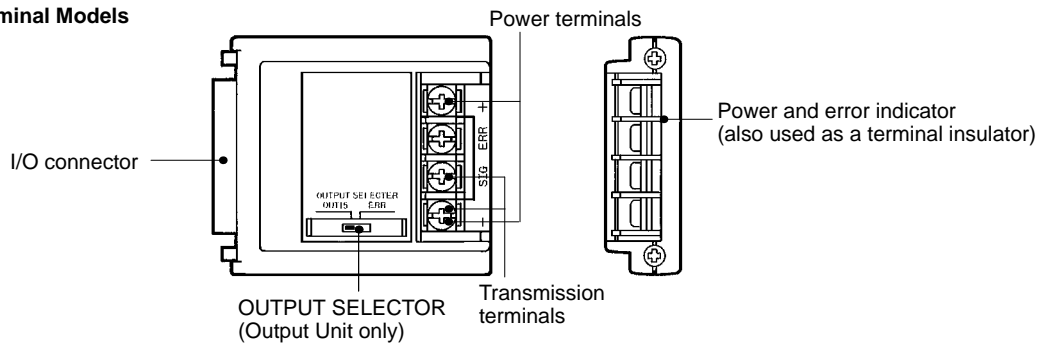 minal Models
Power terminals
Power and error indicator
(also used as a terminal insulator)
I/O connector
+
ERR
SIG
–
OUTPUT SELECTER
OUT15 ERR
OUTPUT SELECTOR
(Output Unit only)
Transmission
terminals